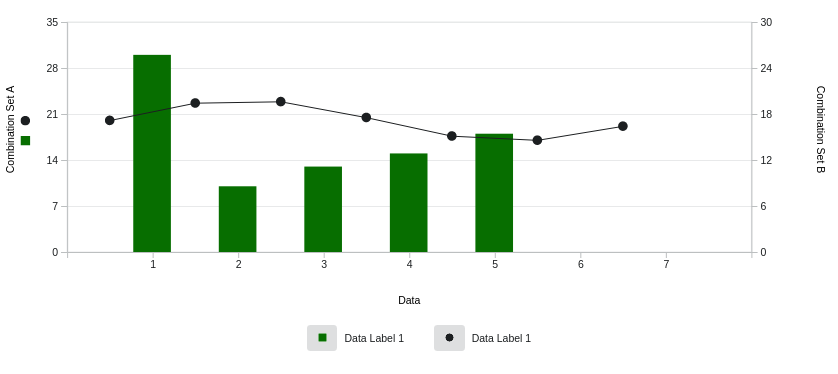 35
28
21
14
7
0
Combination Set A
30
24
18
12
6
0
Combination Set B
1 2 3 4 5 6 7
Data
Data Label 1 Data Label 1